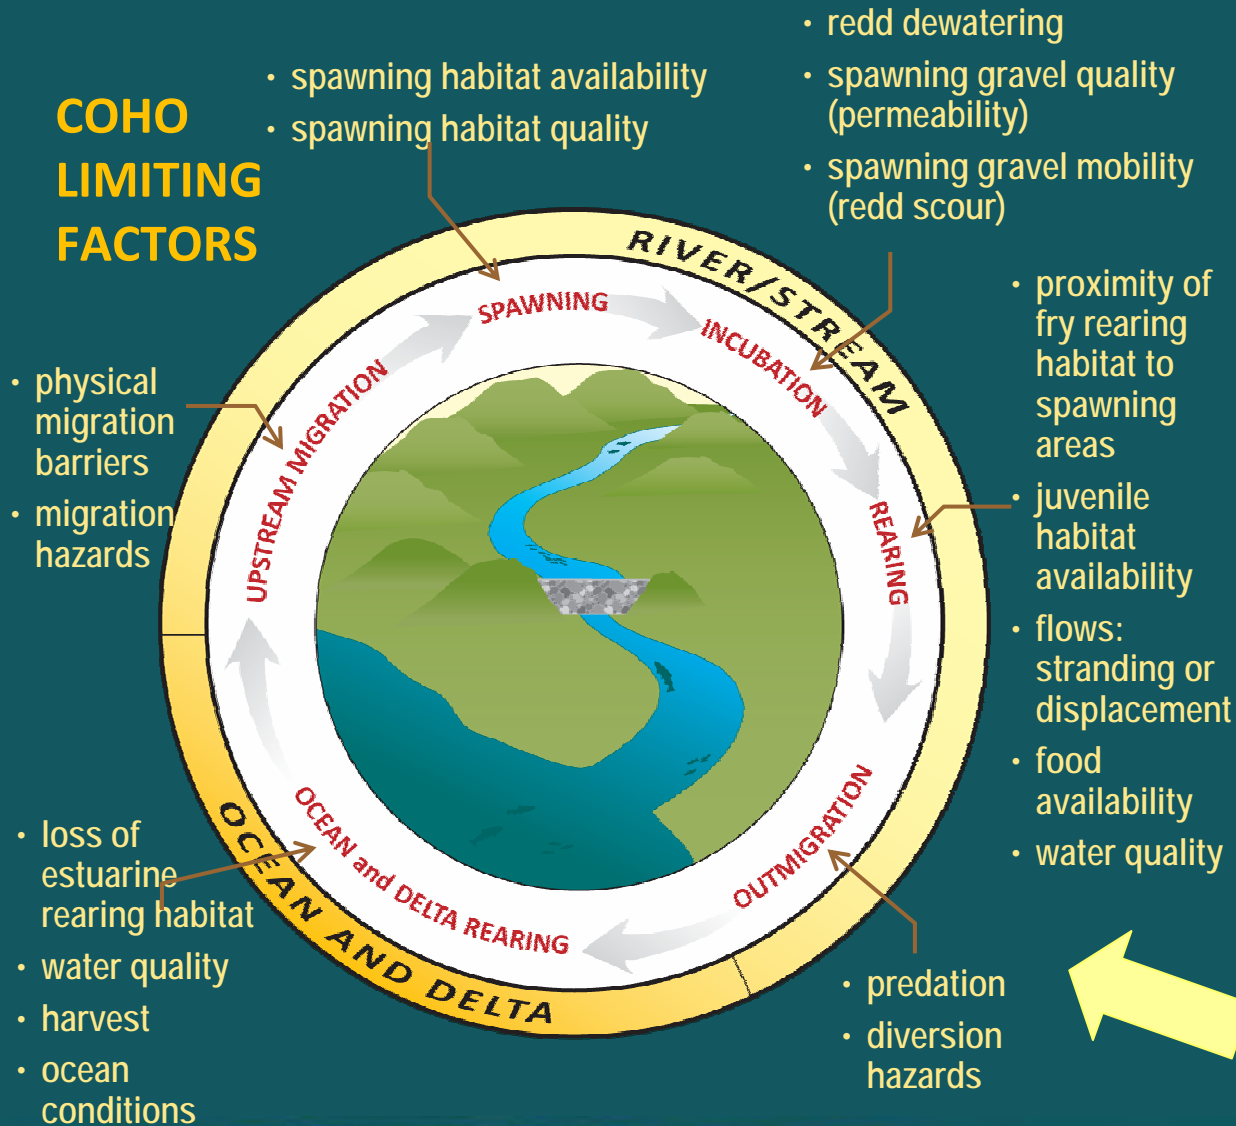 COHO
LIMITING
FACTORS
• spawning habitat availability
• spawning habitat quality
• redd dewatering
• spawning gravel quality
(permeability)
• spawning gravel mobility
(redd scour)
• proximity of
fry rearing
habitat to
spawning
areas
• juvenile
habitat
availability
• flows:
stranding or
displacement
• food
availability
• water quality
• predation
• diversion
hazards
• loss of
estuarine
rearing habitat
• water quality
• harvest
• ocean
conditions
• physical
migration
barriers
• migration
hazards
RIVER/STREAM
OCEAN AND DELTA
SPAWNING
INCUBATION
REARING
OUTMIGRATION
OCEAN and DELTA REARING
UPSTREAM MIGRATION